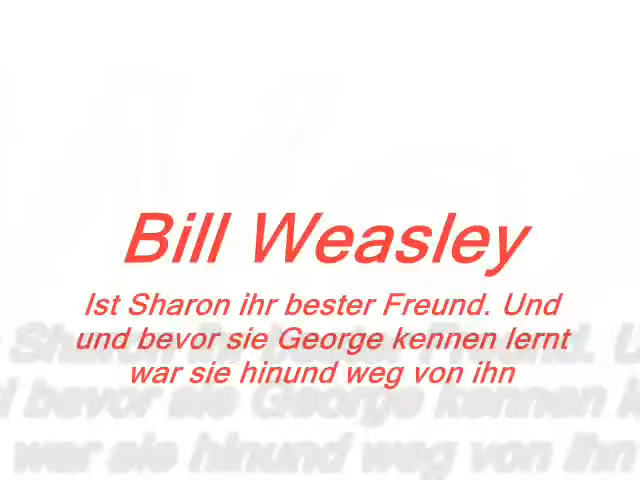 Bill Weasley
Ist Sharon ihr bester Freund. Und
und bevor sie George kennen lernt
war sie hinund weg von ihn